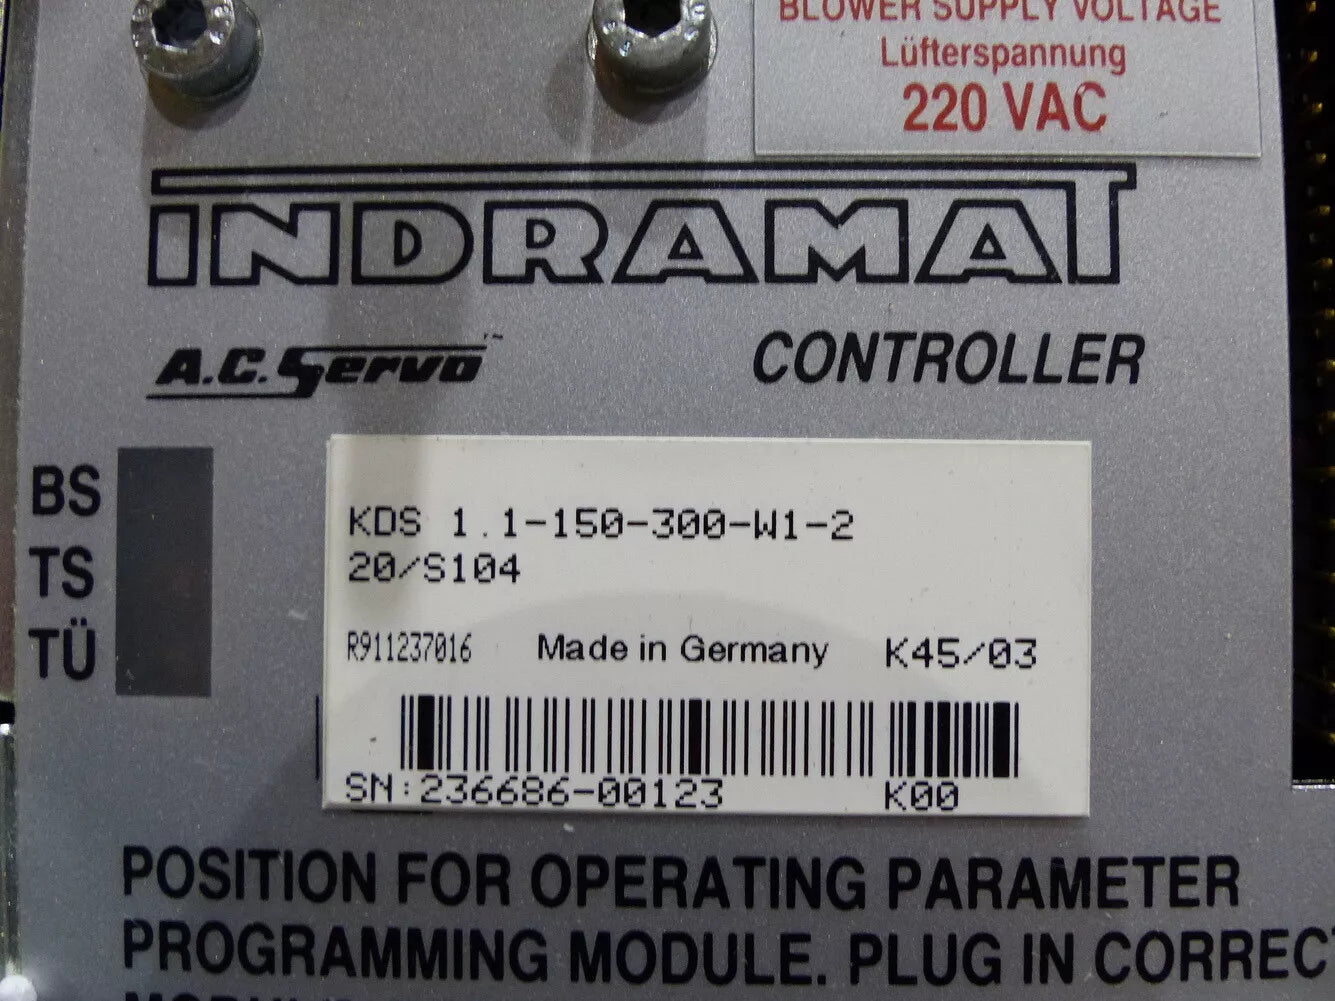 BLOWER SUPPLY VOLTAGE
Lüfterspannung
220 VAC
INDRAMAT
A.C. Servo™ CONTROLLER
BS
TS
TÜ
KDS 1.1-150-300-W1-2
20/S104
R911237016 Made in Germany K45/03
SN:236686-00123 K00
POSITION FOR OPERATING PARAMETER
PROGRAMMING MODULE. PLUG IN CORRECT